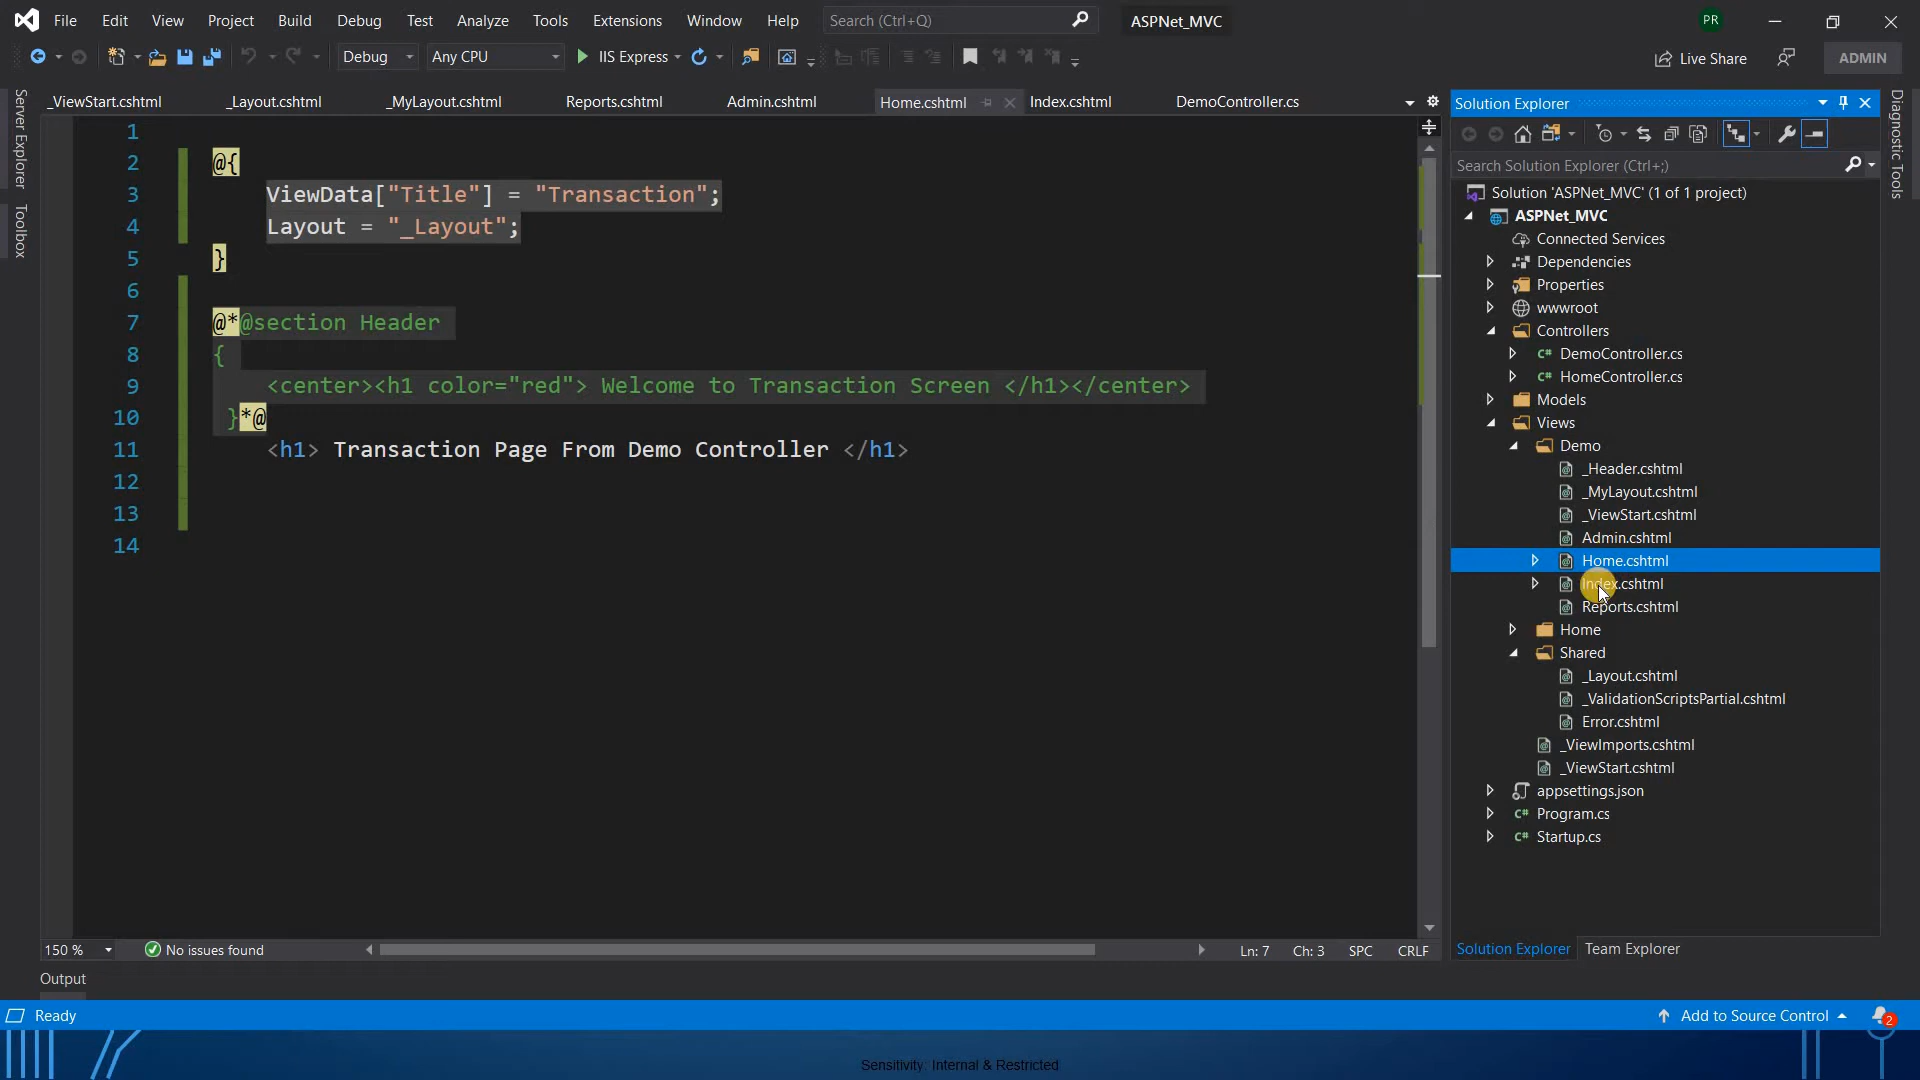 File Edit View Project Build Debug Test Analyze Tools Extensions Window Help Search (Ctrl+Q) ASPNet_MVC PR
Debug Any CPU IIS Express Live Share ADMIN
_ViewStart.cshtml _Layout.cshtml _MyLayout.cshtml Reports.cshtml Admin.cshtml Home.cshtml Index.cshtml DemoController.cs
Server Explorer
Toolbox
1
2 @{
3 ViewData["Title"] = "Transaction";
4 Layout = "_Layout";
5 }
6
7 @*@section Header
8 {
9 <center><h1 color="red"> Welcome to Transaction Screen </h1></center>
10 }*@
11 <h1> Transaction Page From Demo Controller </h1>
12
13
14
150 % No issues found Ln: 7 Ch: 3 SPC CRLF
Solution Explorer
Search Solution Explorer (Ctrl+;)
Solution 'ASPNet_MVC' (1 of 1 project)
ASPNet_MVC
Connected Services
Dependencies
Properties
wwwroot
Controllers
C# DemoController.cs
C# HomeController.cs
Models
Views
Demo
_Header.cshtml
_MyLayout.cshtml
_ViewStart.cshtml
Admin.cshtml
Home.cshtml
Index.cshtml
Reports.cshtml
Home
Shared
_Layout.cshtml
_ValidationScriptsPartial.cshtml
Error.cshtml
_ViewImports.cshtml
_ViewStart.cshtml
appsettings.json
C# Program.cs
C# Startup.cs
Solution Explorer Team Explorer
Diagnostic Tools
Output
Ready Add to Source Control 2
Sensitivity: Internal & Restricted